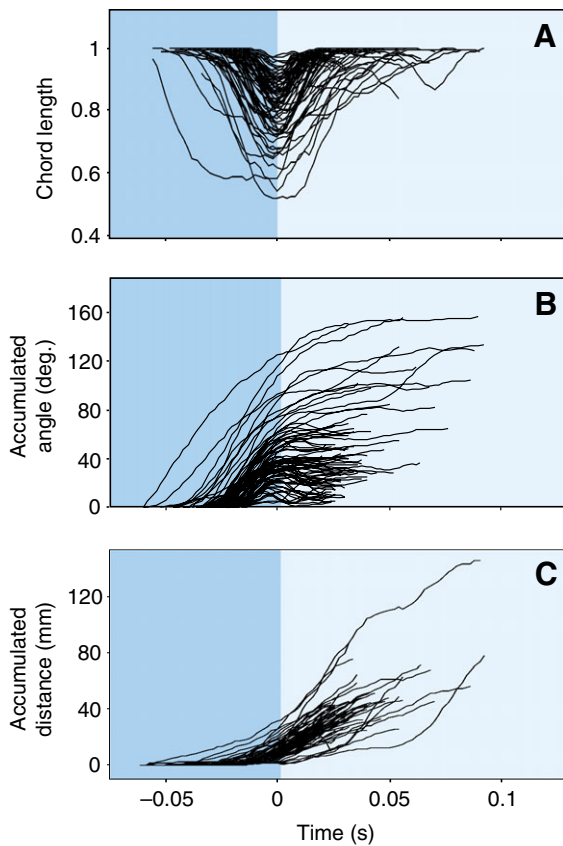 A
1
0.8
0.6
0.4
Chord length
B
160
120
80
40
0
Accumulated
angle (deg.)
C
120
80
40
0
Accumulated
distance (mm)
–0.05 0 0.05 0.1
Time (s)